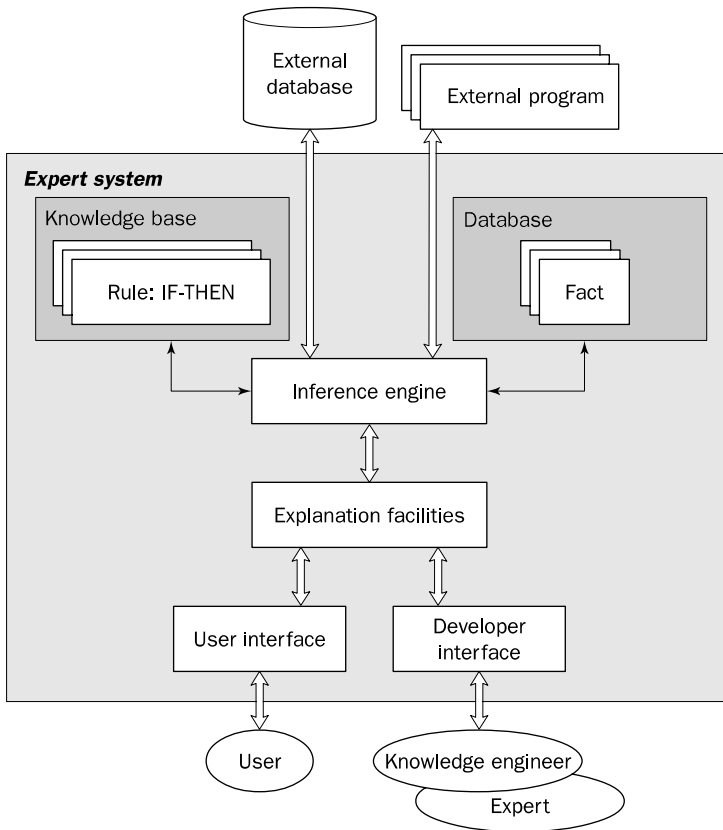 External
database
External program
Expert system
Knowledge base
Rule: IF-THEN
Database
Fact
Inference engine
Explanation facilities
User interface
Developer
interface
User
Knowledge engineer
Expert